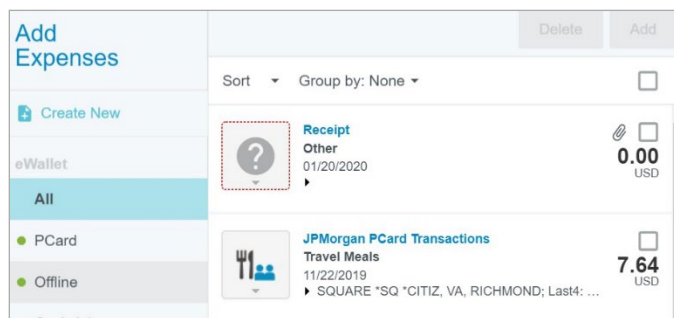 Add
Expenses
Create New
eWallet
All
PCard
Offline
Delete Add
Sort Group by: None
Receipt
Other
01/20/2020
0.00
USD
JPMorgan PCard Transactions
Travel Meals
11/22/2019
SQUARE *SQ *CITIZ, VA, RICHMOND; Last4: ...
7.64
USD